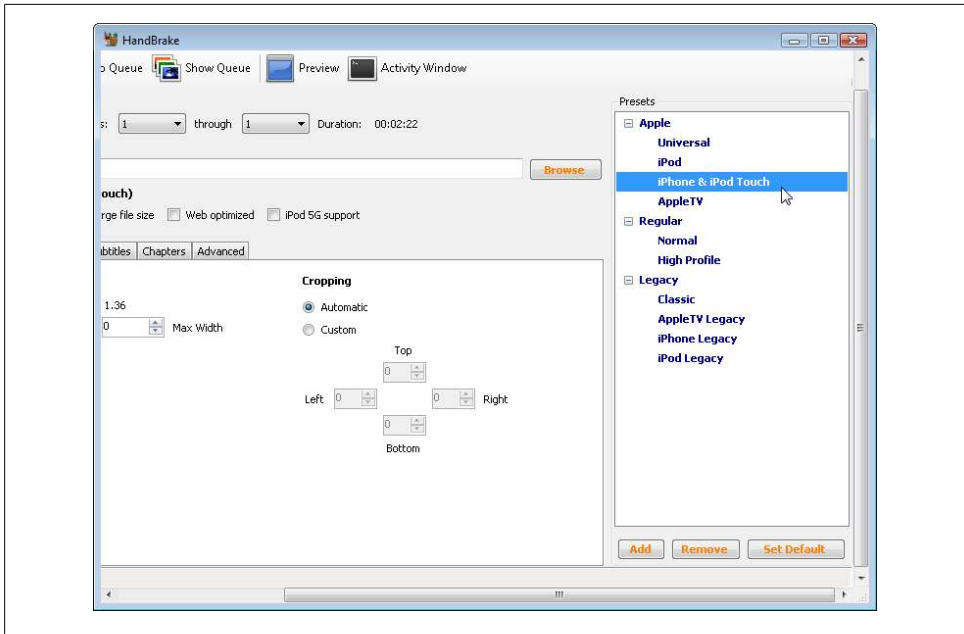 HandBrake
o Queue Show Queue Preview Activity Window
s: 1 through 1 Duration: 00:02:22
Browse
ouch)
rge file size Web optimized iPod 5G support
btitles Chapters Advanced
1.36
0 Max Width
Cropping
Automatic
Custom
Top
0
Left 0 0 Right
0
Bottom
Presets
Apple
Universal
iPod
iPhone & iPod Touch
AppleTV
Regular
Normal
High Profile
Legacy
Classic
AppleTV Legacy
iPhone Legacy
iPod Legacy
Add Remove Set Default